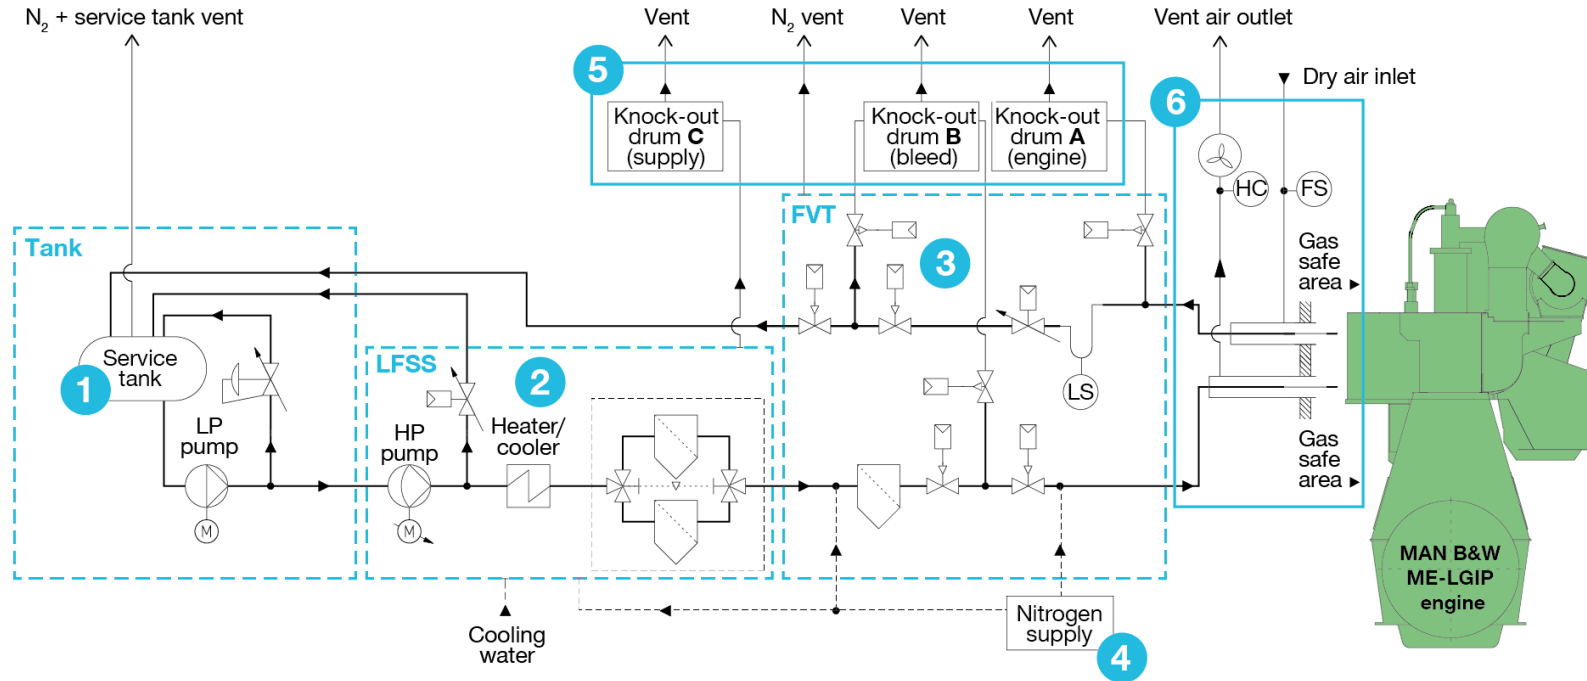 N₂ + service tank vent
Vent
N₂ vent
Vent
Vent
Vent air outlet
Dry air inlet
5
6
Knock-out
drum C
(supply)
Knock-out
drum B
(bleed)
Knock-out
drum A
(engine)
HC
FS
Tank
FVT
3
Gas
safe
area
Service
tank
1
LFSS
2
LS
LP
pump
HP
pump
Heater/
cooler
Gas
safe
area
M
M
MAN B&W
ME-LGIP
engine
Cooling
water
Nitrogen
supply
4